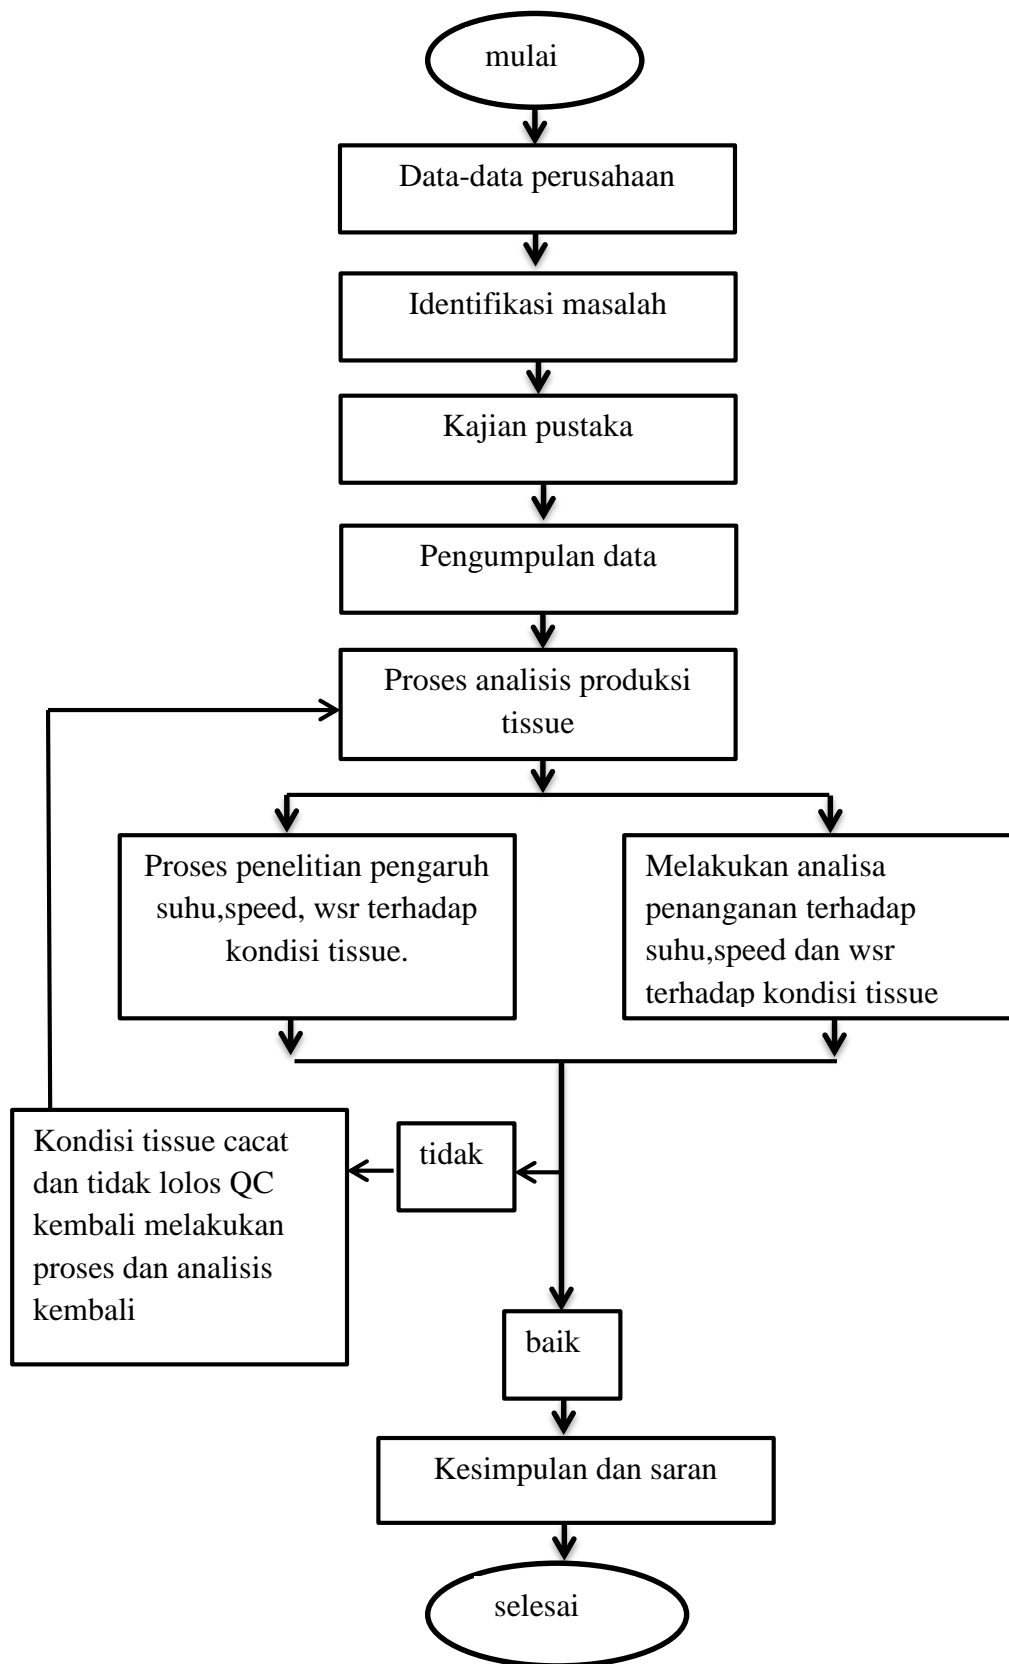 mulai
Data-data perusahaan
Identifikasi masalah
Kajian pustaka
Pengumpulan data
Proses analisis produksi
tissue
Proses penelitian pengaruh
suhu,speed, wsr terhadap
kondisi tissue.
Melakukan analisa
penanganan terhadap
suhu,speed dan wsr
terhadap kondisi tissue
Kondisi tissue cacat
dan tidak lolos QC
kembali melakukan
proses dan analisis
kembali
tidak
baik
Kesimpulan dan saran
selesai